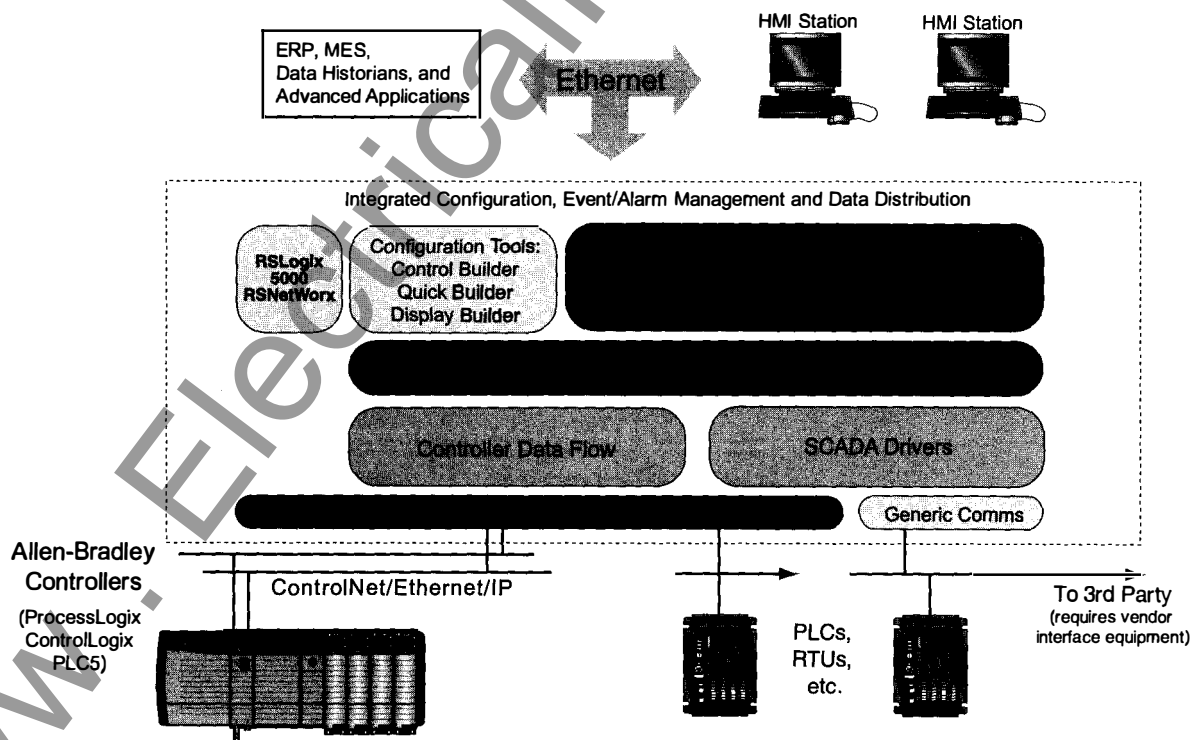 HMI Station
HMI Station
ERP, MES,
Data Historians, and
Advanced Applications
Ethernet
Integrated Configuration, Event/Alarm Management and Data Distribution
RSLogix
5000
RSNetWorx
Configuration Tools:
Control Builder
Quick Builder
Display Builder
Controller Data Flow
SCADA Drivers
Generic Comms
Allen-Bradley
Controllers
(ProcessLogix
ControlLogix
PLC5)
ControlNet/Ethernet/IP
PLCs,
RTUs,
etc.
To 3rd Party
(requires vendor
interface equipment)
w. Electrical